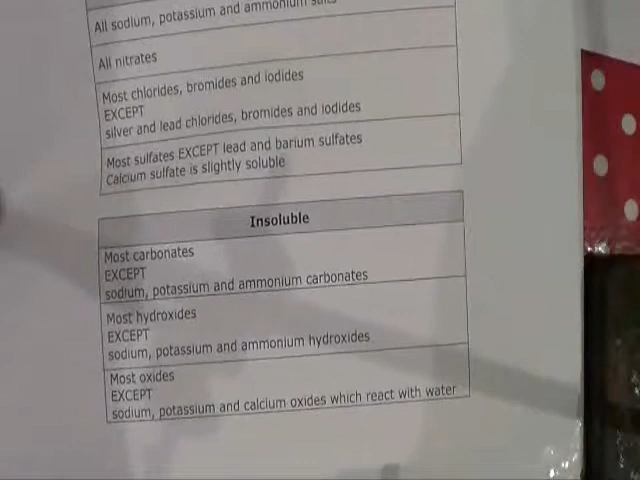 All sodium, potassium and ammonium salts
All nitrates
Most chlorides, bromides and iodides
EXCEPT
silver and lead chlorides, bromides and iodides
Most sulfates EXCEPT lead and barium sulfates
Calcium sulfate is slightly soluble
Insoluble
Most carbonates
EXCEPT
sodium, potassium and ammonium carbonates
Most hydroxides
EXCEPT
sodium, potassium and ammonium hydroxides
Most oxides
EXCEPT
sodium, potassium and calcium oxides which react with water